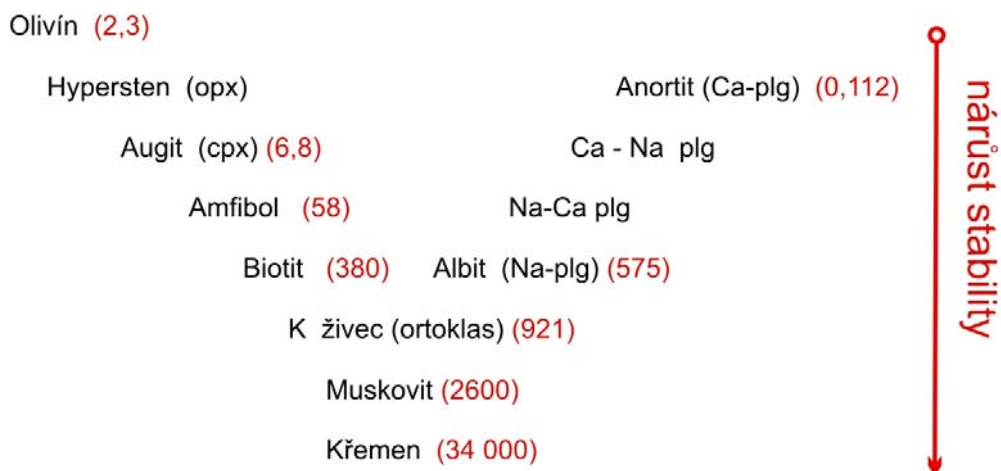 Olivín (2,3)
Hypersten (opx) Anortit (Ca-plg) (0,112)
Augit (cpx) (6,8) Ca - Na plg
Amfibol (58) Na-Ca plg
Biotit (380) Albit (Na-plg) (575)
K živec (ortoklas) (921)
Muskovit (2600)
Křemen (34 000)
nárůst stability